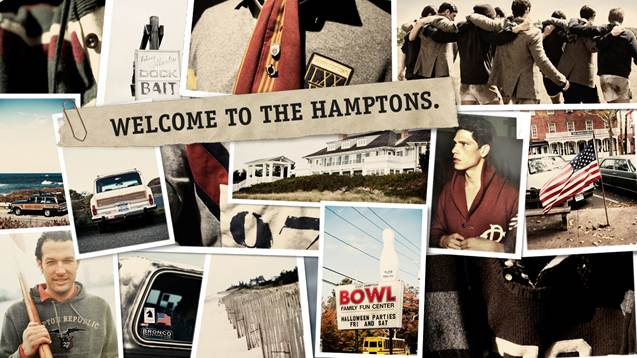 DOCK
BAIT
WELCOME TO THE HAMPTONS.
BRONCO
BOWL
FAMILY FUN CENTER
HALLOWEEN PARTIES
FRI AND SAT
REPUBLIC